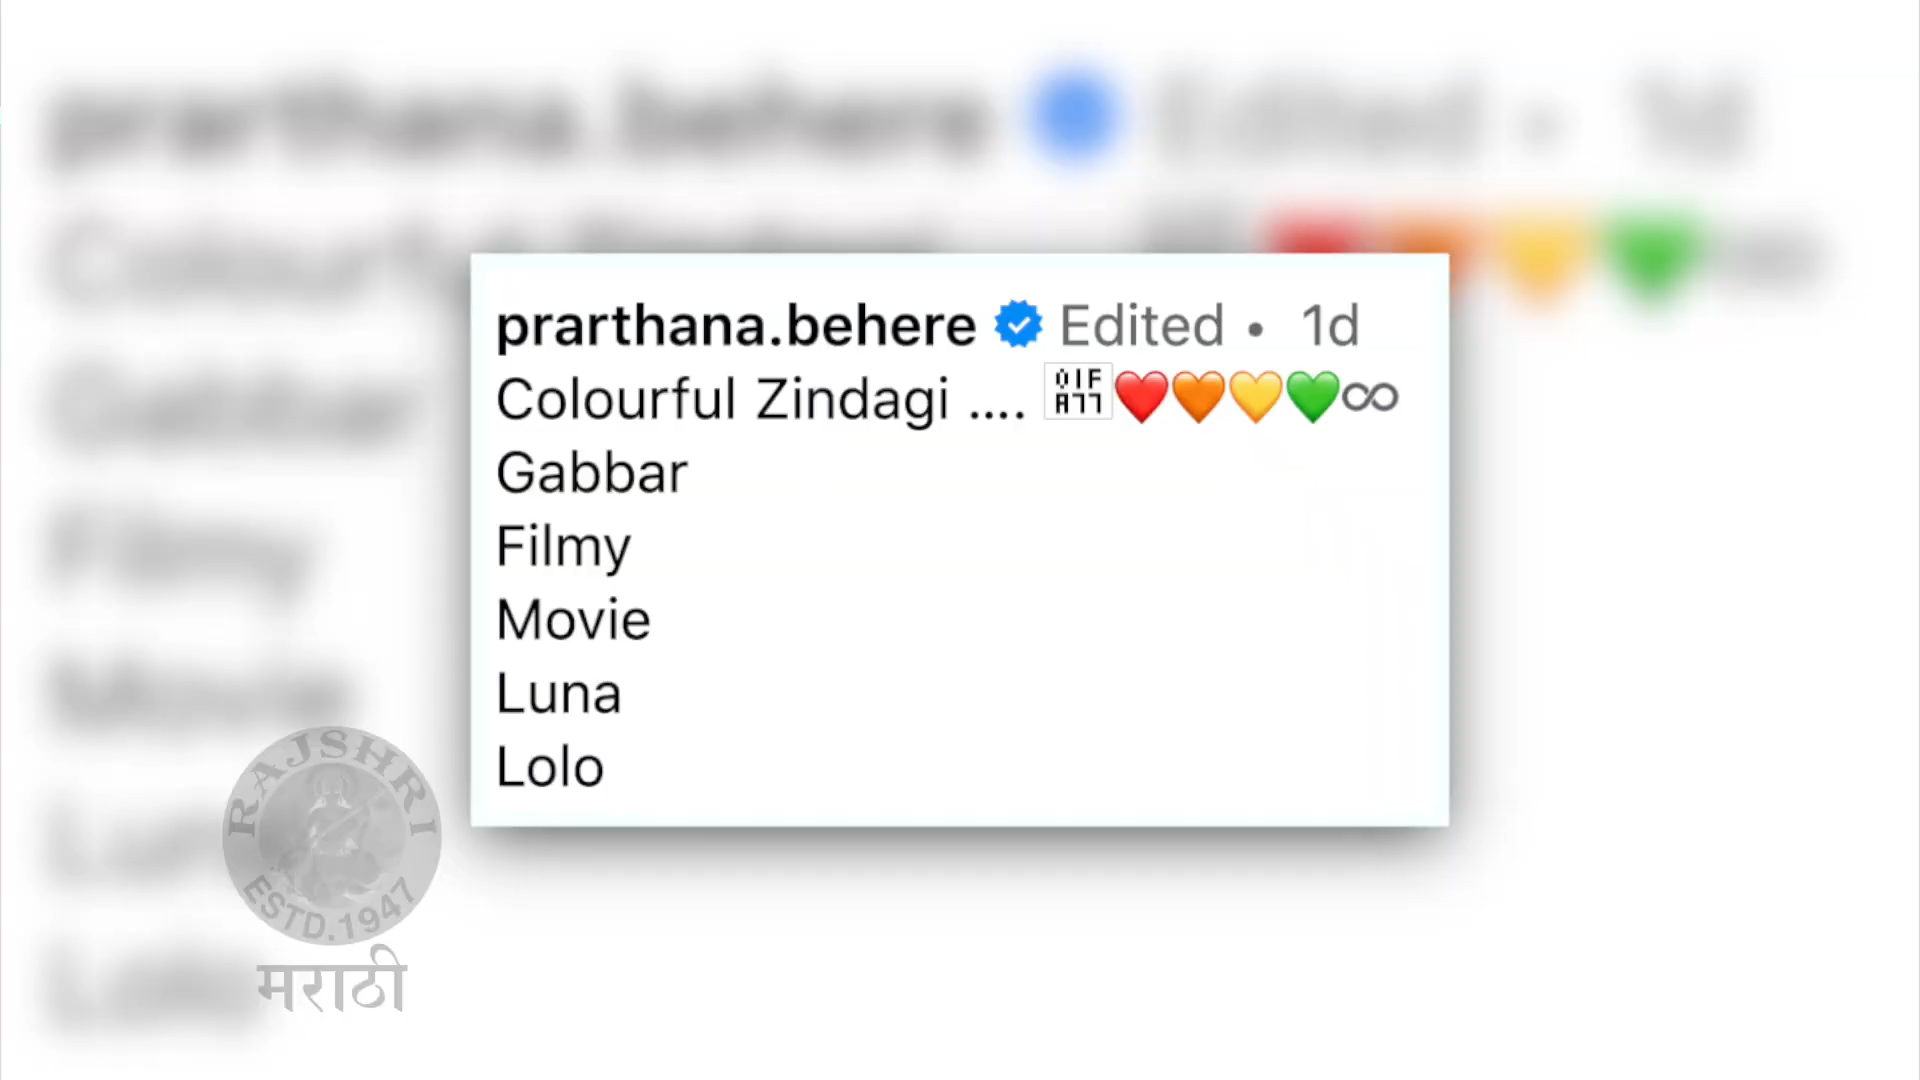 prarthana.behere Edited • 1d
Colourful Zindagi .... ❤️🧡💛💚∞
Gabbar
Filmy
Movie
Luna
Lolo
RAJSHRI
ESTD.1947
मराठी